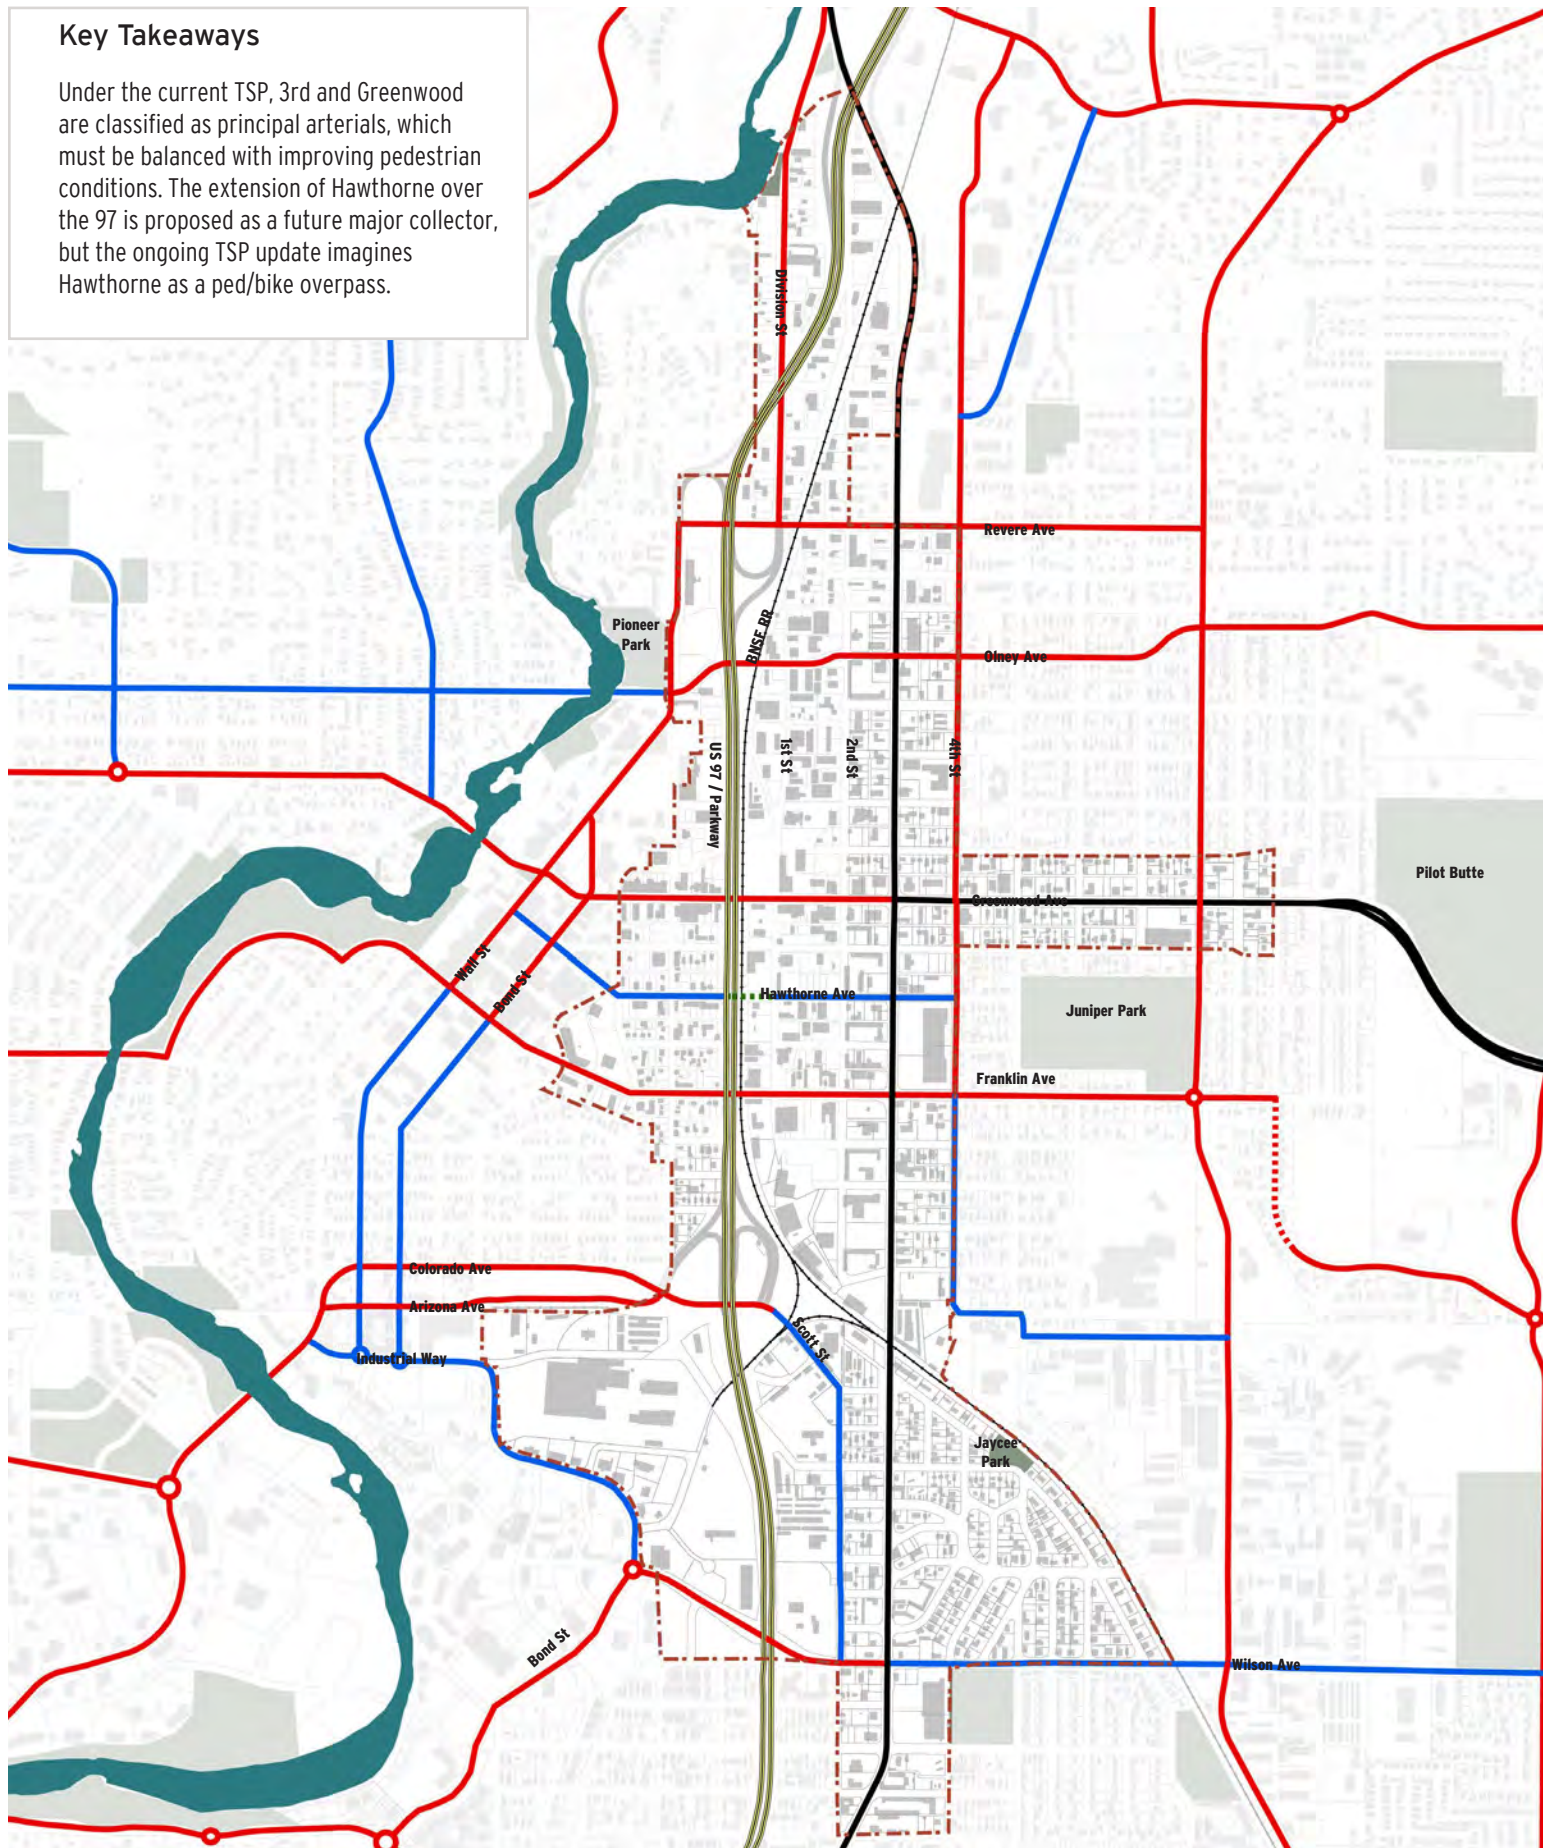 Key Takeaways
Under the current TSP, 3rd and Greenwood
are classified as principal arterials, which
must be balanced with improving pedestrian
conditions. The extension of Hawthorne over
the 97 is proposed as a future major collector,
but the ongoing TSP update imagines
Hawthorne as a ped/bike overpass.
Division St
Revere Ave
Pioneer
Park
BNSF RR
Olney Ave
US 97 / Parkway
1st St
2nd St
4th St
Pilot Butte
Greenwood Ave
Wall St
Bond St
Hawthorne Ave
Juniper Park
Franklin Ave
Colorado Ave
Arizona Ave
Scott St
Industrial Way
Jaycee
Park
Bond St
Wilson Ave